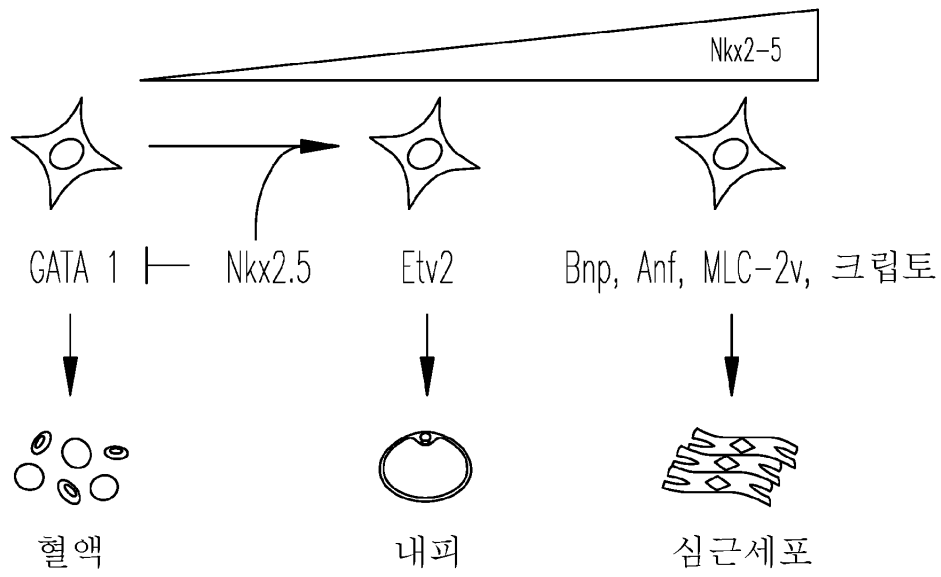 Nkx2-5
GATA 1 Nkx2.5 Etv2 Bnp, Anf, MLC-2v, 크립토
혈액 내피 심근세포